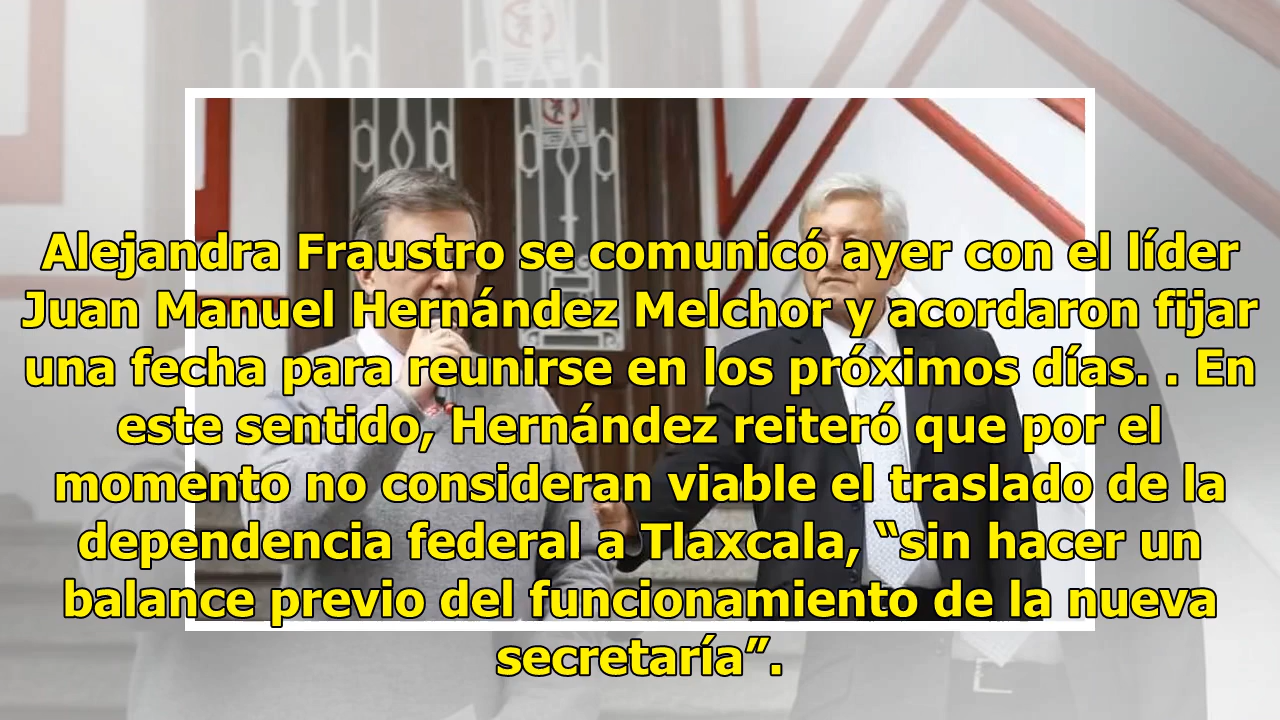 Alejandra Fraustro se comunicó ayer con el líder
Juan Manuel Hernández Melchor y acordaron fijar
una fecha para reunirse en los próximos días. . En
este sentido, Hernández reiteró que por el
momento no consideran viable el traslado de la
dependencia federal a Tlaxcala, “sin hacer un
balance previo del funcionamiento de la nueva
secretaría”.